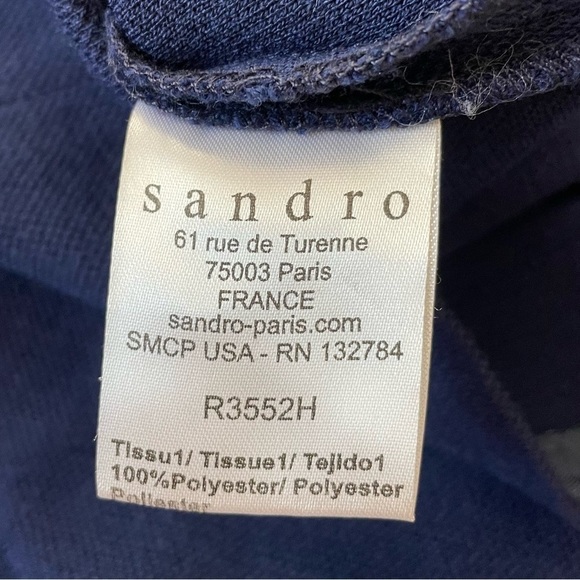 sandro
61 rue de Turenne
75003 Paris
FRANCE
sandro-paris.com
SMCP USA - RN 132784
R3552H
Tissu1/ Tissue1/ Tejido1
100%Polyester/ Polyester
Poliester